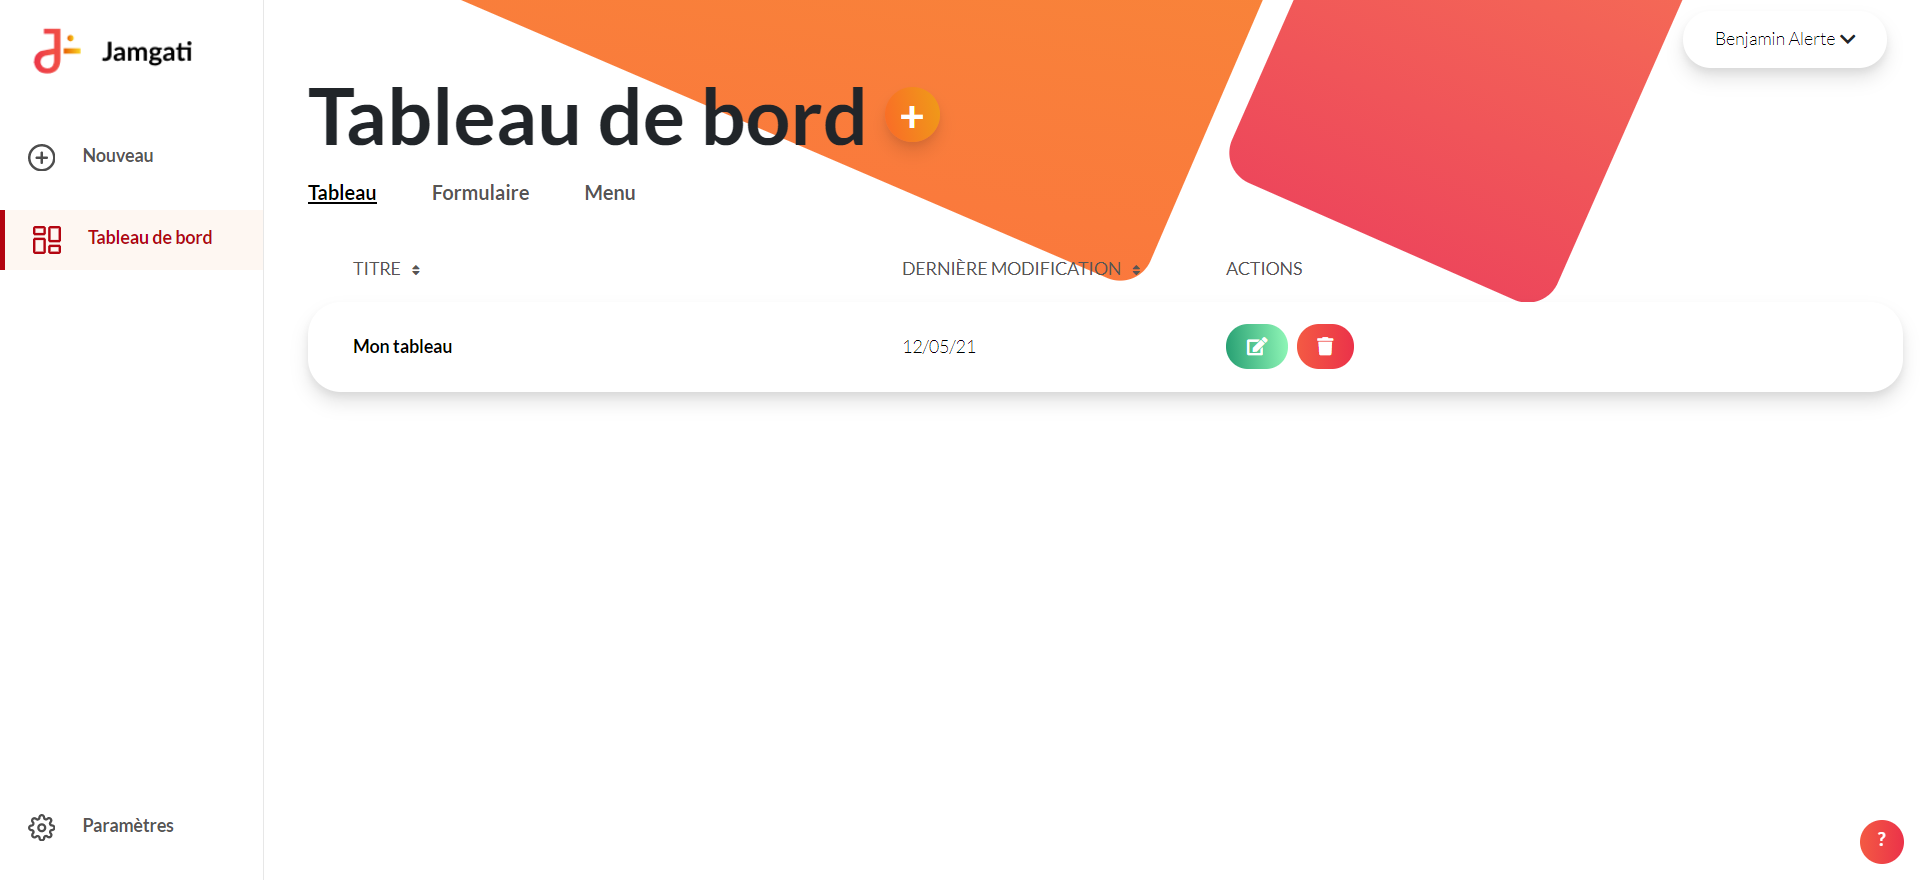 Jamgati
Benjamin Alerte
Tableau de bord +
Nouveau
Tableau Formulaire Menu
Tableau de bord
TITRE DERNIÈRE MODIFICATION ACTIONS
Mon tableau 12/05/21
Paramètres
?